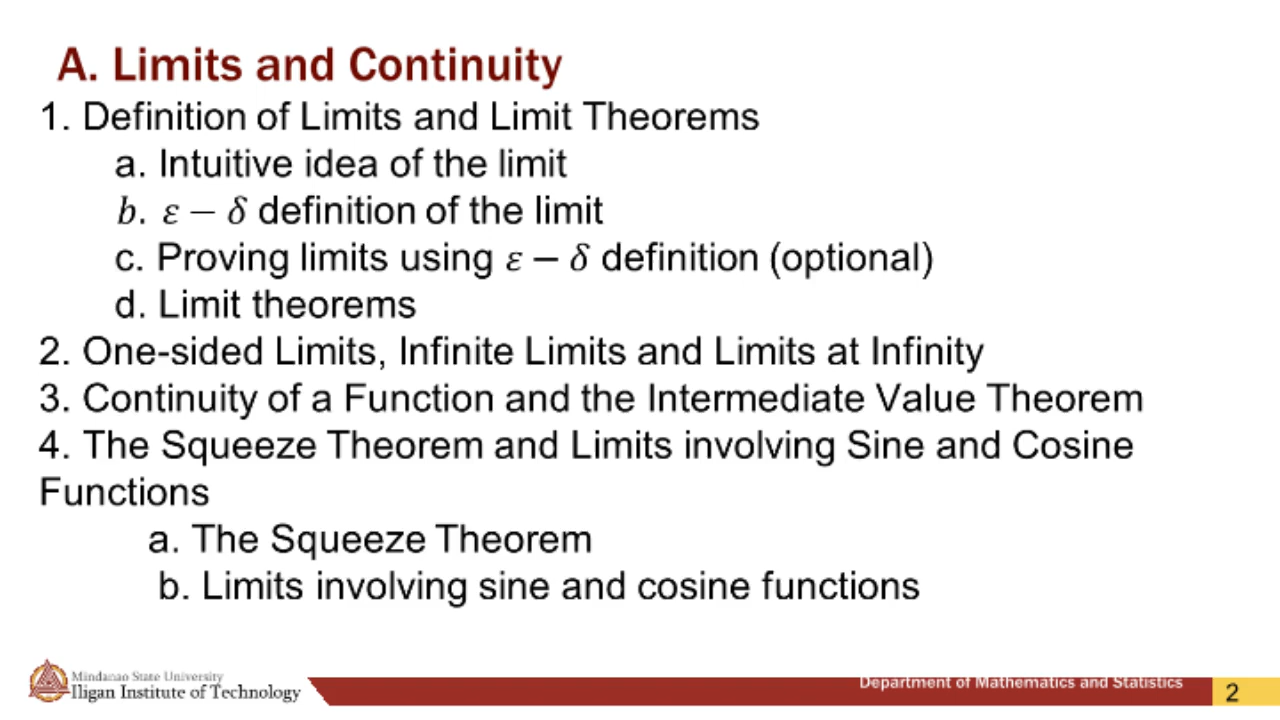 A. Limits and Continuity
1. Definition of Limits and Limit Theorems
a. Intuitive idea of the limit
b. ε − δ definition of the limit
c. Proving limits using ε − δ definition (optional)
d. Limit theorems
2. One-sided Limits, Infinite Limits and Limits at Infinity
3. Continuity of a Function and the Intermediate Value Theorem
4. The Squeeze Theorem and Limits involving Sine and Cosine
Functions
a. The Squeeze Theorem
b. Limits involving sine and cosine functions
Mindanao State University
Iligan Institute of Technology
Department of Mathematics and Statistics
2